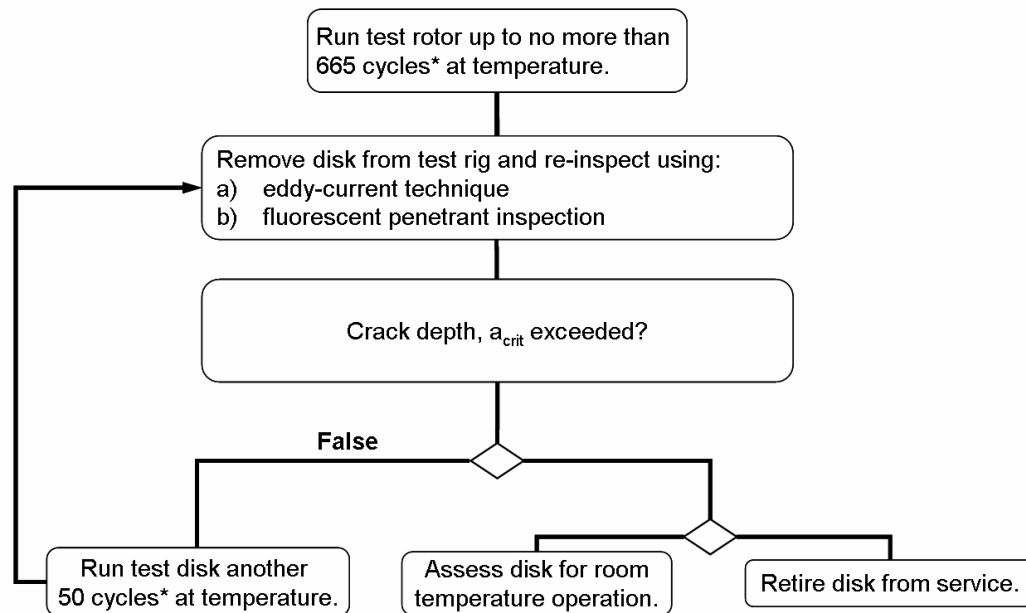 Run test rotor up to no more than
665 cycles* at temperature.
Remove disk from test rig and re-inspect using:
a) eddy-current technique
b) fluorescent penetrant inspection
Crack depth, a_crit exceeded?
False
Run test disk another
50 cycles* at temperature.
Assess disk for room
temperature operation.
Retire disk from service.